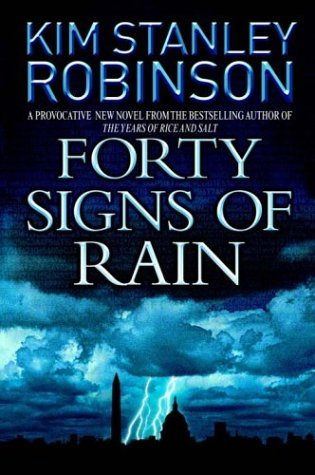 KIM STANLEY
ROBINSON
A PROVOCATIVE NEW NOVEL FROM THE BESTSELLING AUTHOR OF
THE YEARS OF RICE AND SALT
FORTY
SIGNS OF
RAIN